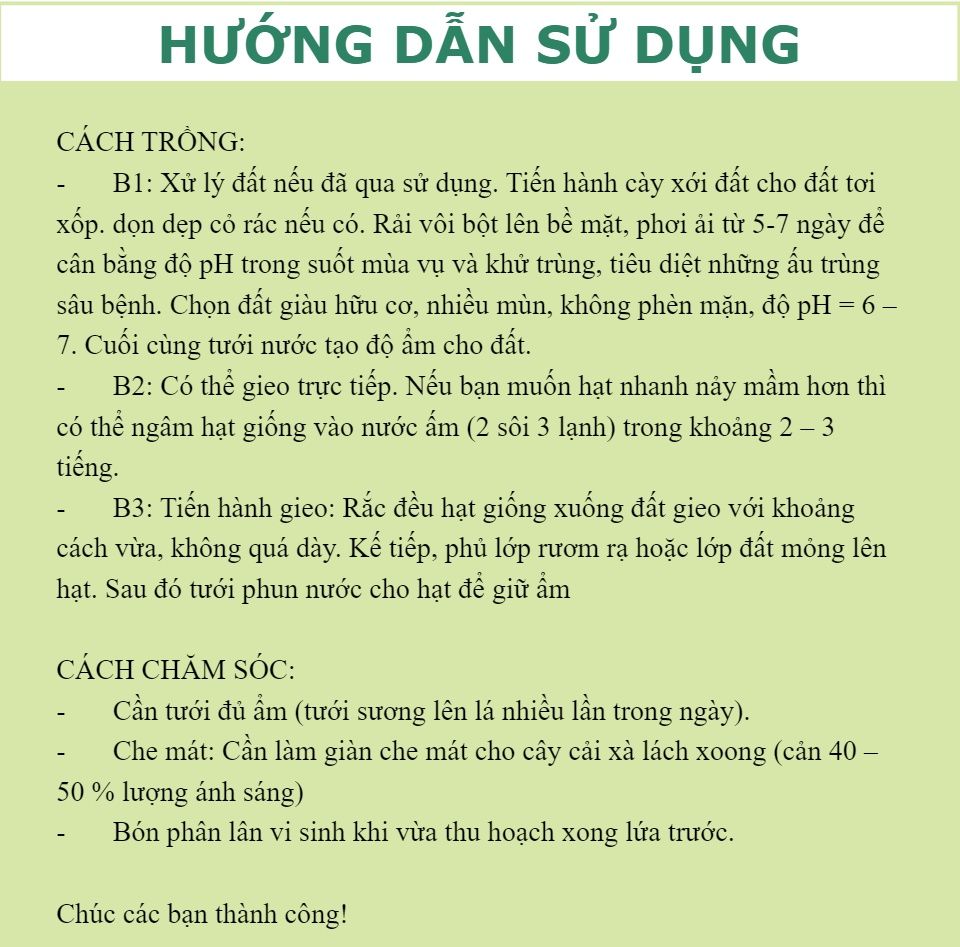 HƯỚNG DẪN SỬ DỤNG
CÁCH TRỒNG:
- B1: Xử lý đất nếu đã qua sử dụng. Tiến hành cày xới đất cho đất tơi
xốp. dọn dẹp cỏ rác nếu có. Rải vôi bột lên bề mặt, phơi ải từ 5-7 ngày để
cân bằng độ pH trong suốt mùa vụ và khử trùng, tiêu diệt những ấu trùng
sâu bệnh. Chọn đất giàu hữu cơ, nhiều mùn, không phèn mặn, độ pH = 6 –
7. Cuối cùng tưới nước tạo độ ẩm cho đất.
- B2: Có thể gieo trực tiếp. Nếu bạn muốn hạt nhanh nảy mầm hơn thì
có thể ngâm hạt giống vào nước ấm (2 sôi 3 lạnh) trong khoảng 2 – 3
tiếng.
- B3: Tiến hành gieo: Rắc đều hạt giống xuống đất gieo với khoảng
cách vừa, không quá dày. Kế tiếp, phủ lớp rươm rạ hoặc lớp đất mỏng lên
hạt. Sau đó tưới phun nước cho hạt để giữ ẩm
CÁCH CHĂM SÓC:
- Cần tưới đủ ẩm (tưới sương lên lá nhiều lần trong ngày).
- Che mát: Cần làm giàn che mát cho cây cải xà lách xoong (cản 40 –
50 % lượng ánh sáng)
- Bón phân lân vi sinh khi vừa thu hoạch xong lứa trước.
Chúc các bạn thành công!